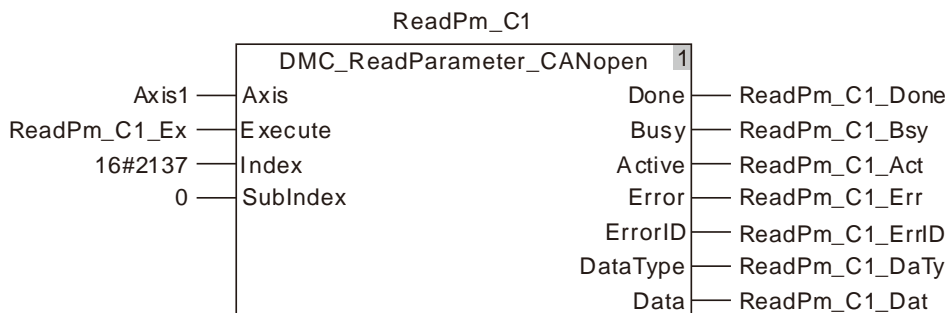 ReadPm_C1
DMC_ReadParameter_CANopen 1
Axis1 Axis Done ReadPm_C1_Done
ReadPm_C1_Ex Execute Busy ReadPm_C1_Bsy
16#2137 Index Active ReadPm_C1_Act
0 SubIndex Error ReadPm_C1_Err
ErrorID ReadPm_C1_ErrID
DataType ReadPm_C1_DaTy
Data ReadPm_C1_Dat